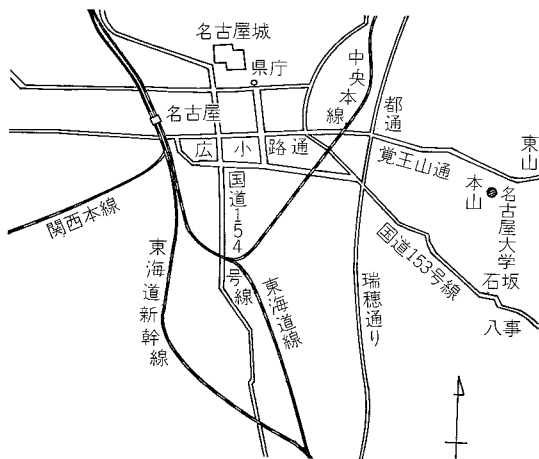 名古屋城
県庁
中央本線
名古屋
都通
広小路通
覚王山通
東山
本山
名古屋大学
関西本線
国道154号線
国道153号線
石坂
八事
東海道新幹線
東海道線
瑞穂通り